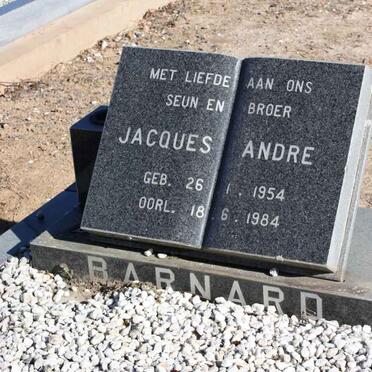 MET LIEFDE AAN ONS
SEUN EN BROER
JACQUES ANDRE
GEB. 26 . 1 . 1954
OORL. 18 . 6 . 1984
BARNARD